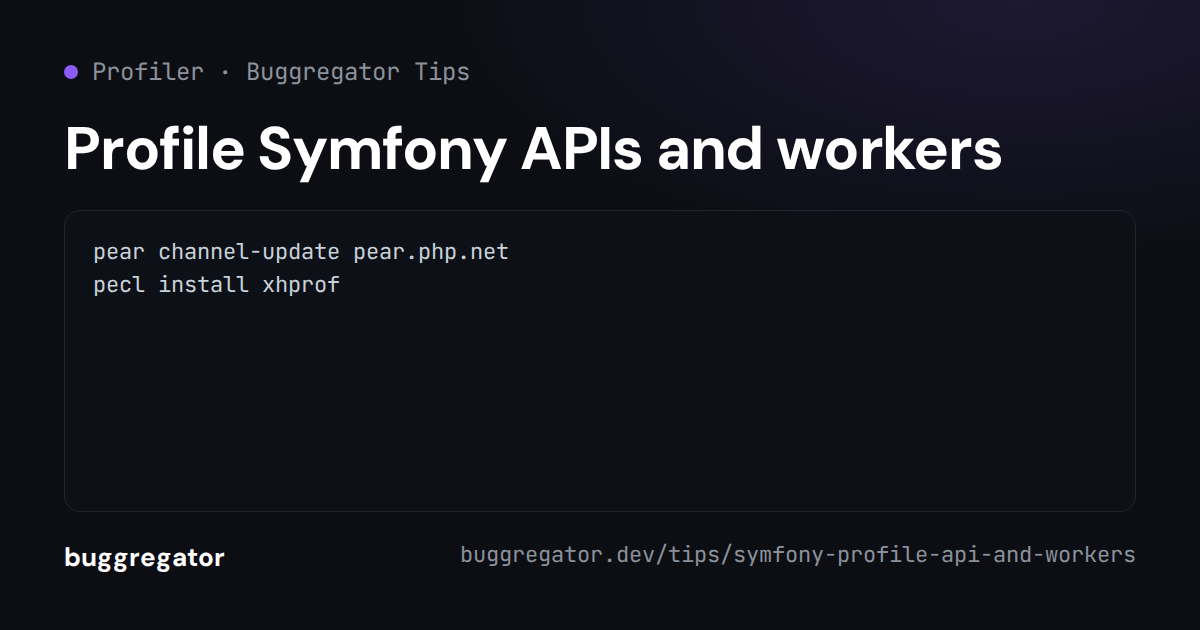 Profiler · Buggregator Tips
Profile Symfony APIs and workers
pear channel-update pear.php.net
pecl install xhprof
buggregator
buggregator.dev/tips/symfony-profile-api-and-workers